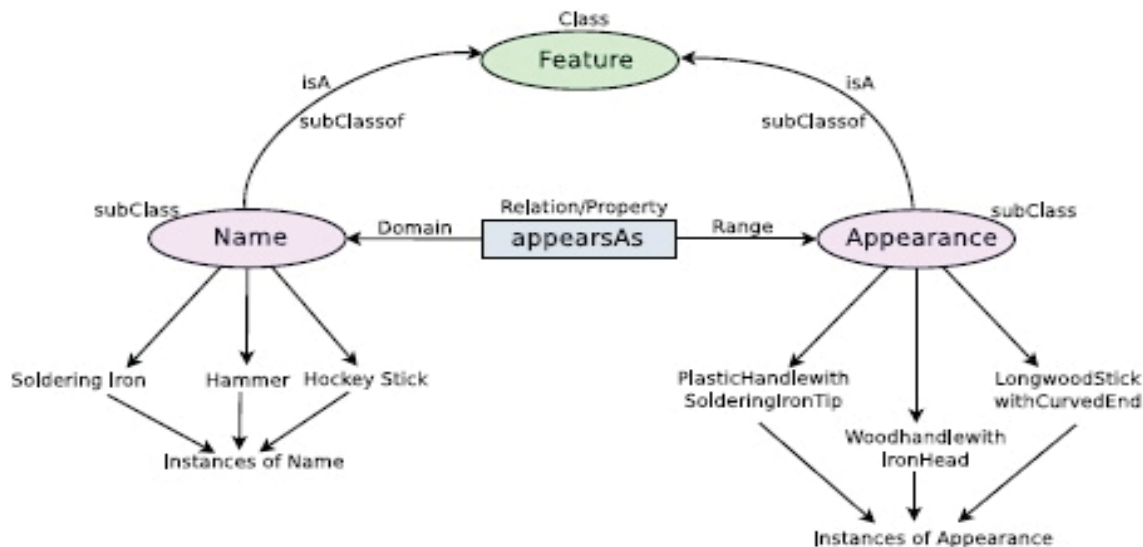 Class
Feature
isA
isA
subClassof
subClassof
subClass
Relation/Property
subClass
Name
Domain
appearsAs
Range
Appearance
Soldering Iron
Hammer
Hockey Stick
PlasticHandlewith
SolderingIronTip
LongwoodStick
withCurvedEnd
Woodhandlewith
IronHead
Instances of Name
Instances of Appearance